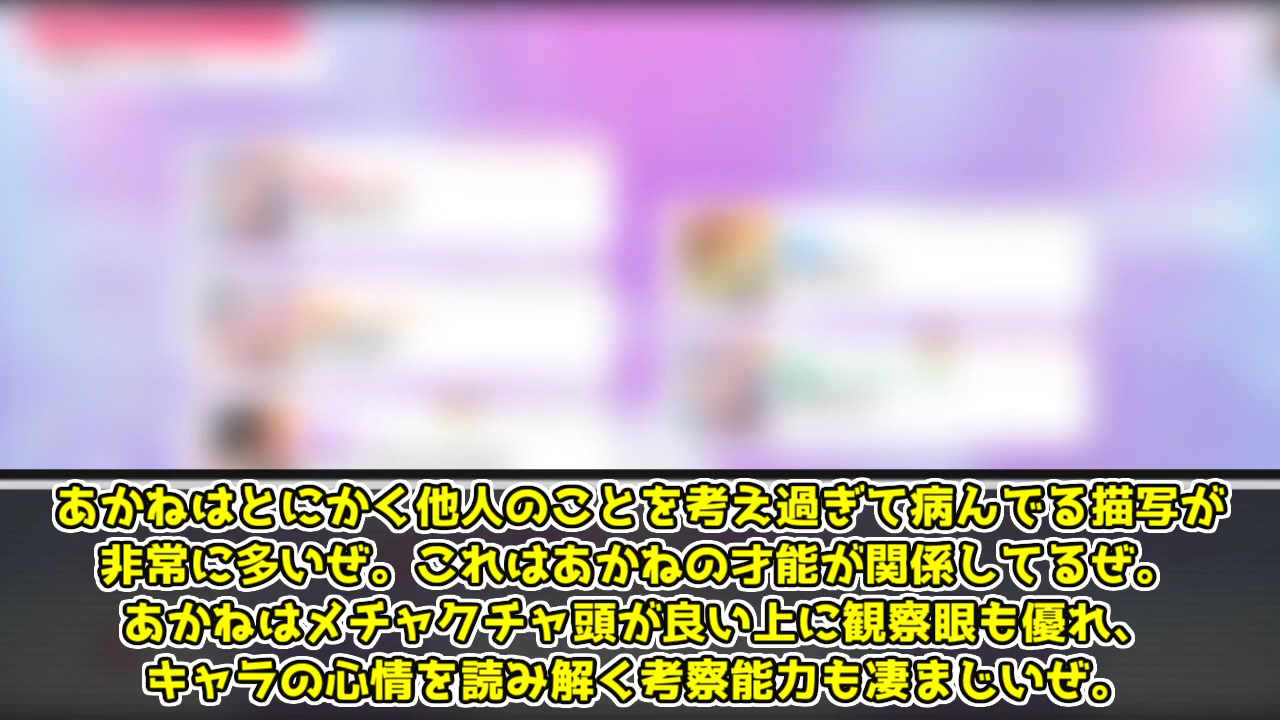 あかねはとにかく他人のことを考え過ぎて病んでる描写が
非常に多いぜ。これはあかねの才能が関係してるぜ。
あかねはメチャクチャ頭が良い上に観察眼も優れ、
キャラの心情を読み解く考察能力も凄まじいぜ。